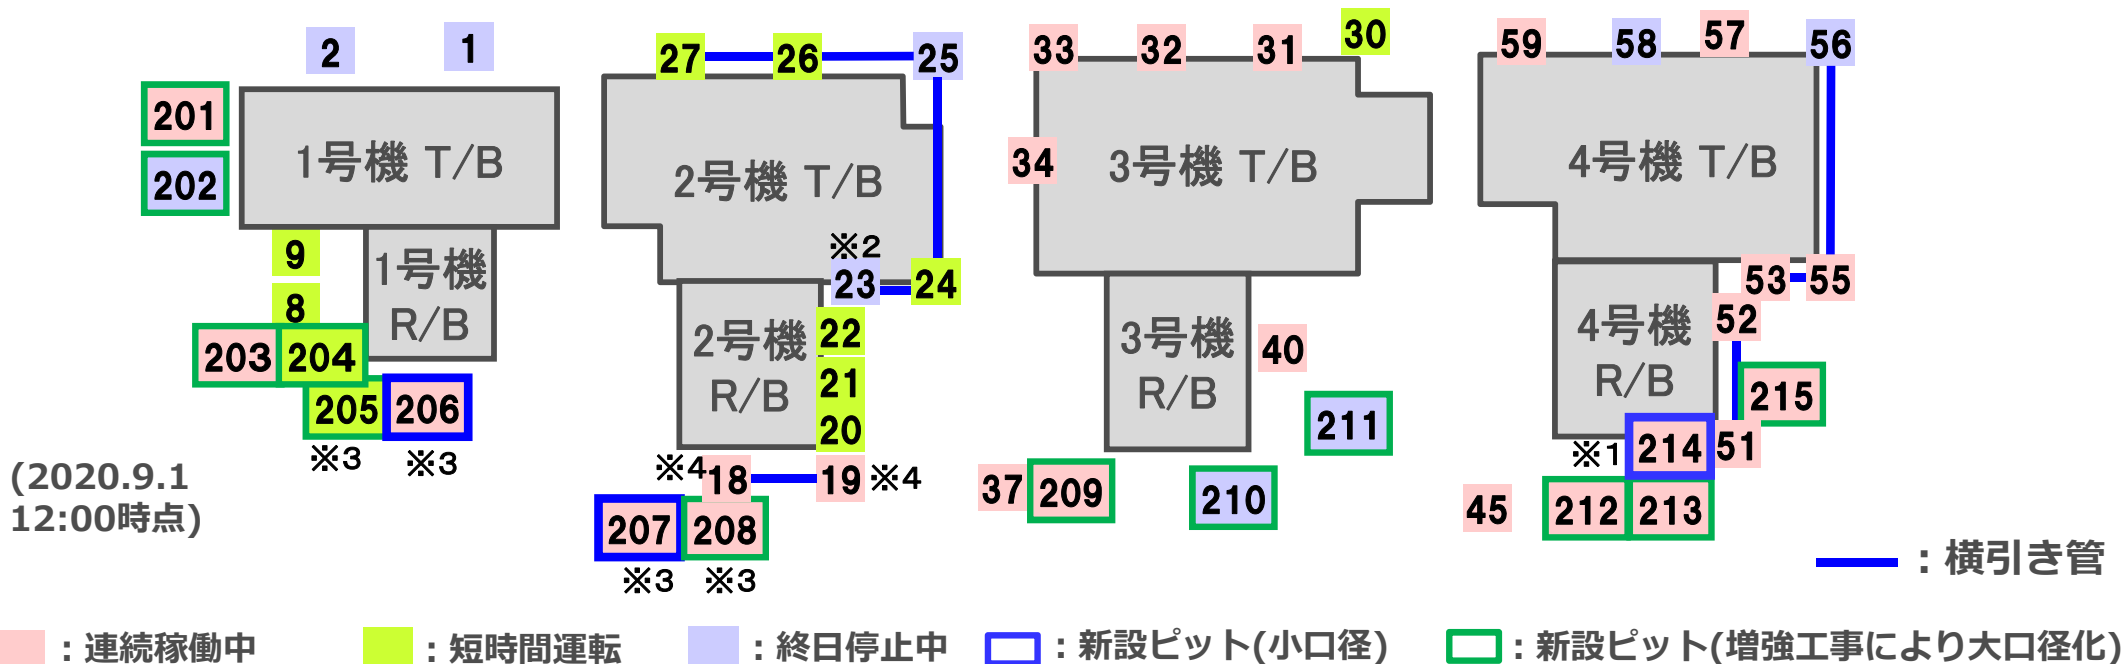 2 1
201
202
1号機 T/B
9
8
1号機
R/B
203 204
205 206
※3 ※3
(2020.9.1
12:00時点)
27 26 25
2号機 T/B
※2
23 24
22
21
20
2号機
R/B
※4 18 19 ※4
207 208
※3 ※3
33 32 31 30
34
3号機 T/B
3号機
R/B
40
211
37 209 210
59 58 57 56
4号機 T/B
53 55
52
4号機
R/B
215
※1 214 51
45 212 213
：横引き管
：連続稼働中 ：短時間運転 ：終日停止中 ：新設ピット(小口径) ：新設ピット(増強工事により大口径化)